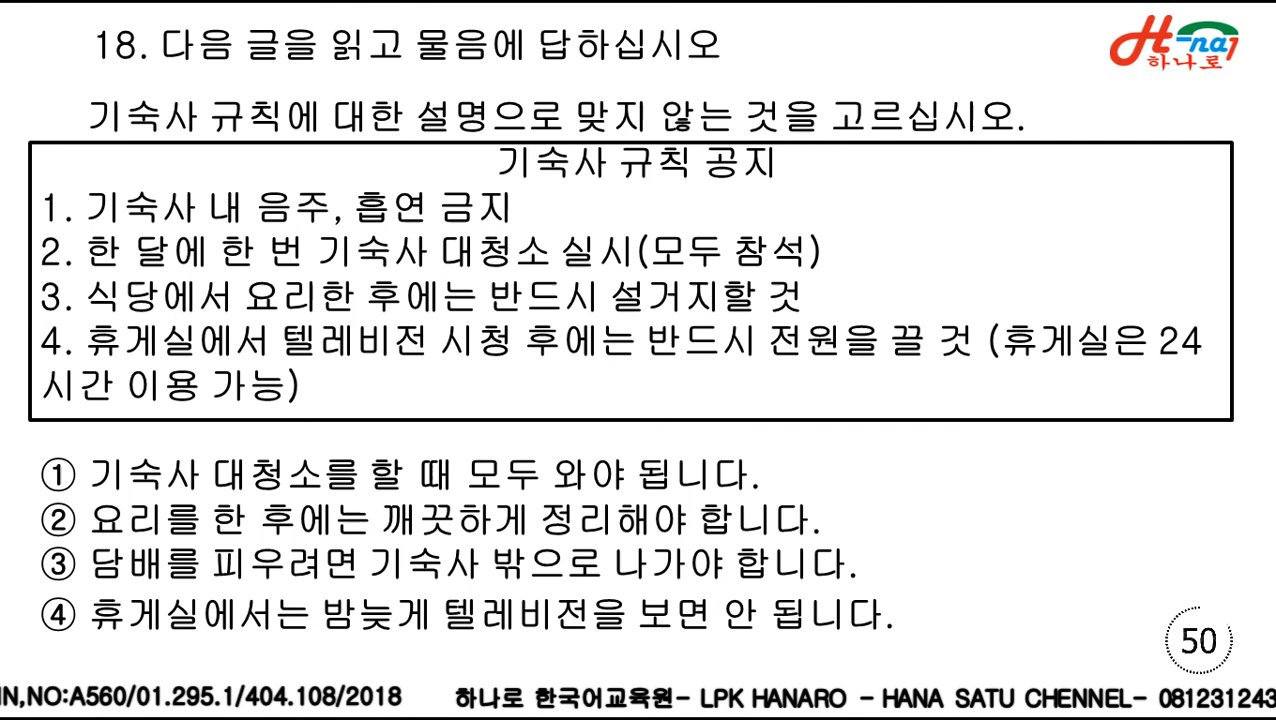 18. 다음 글을 읽고 물음에 답하십시오
H-na
하나로
기숙사 규칙에 대한 설명으로 맞지 않는 것을 고르십시오.
기숙사 규칙 공지
1. 기숙사 내 음주, 흡연 금지
2. 한 달에 한 번 기숙사 대청소 실시(모두 참석)
3. 식당에서 요리한 후에는 반드시 설거지할 것
4. 휴게실에서 텔레비전 시청 후에는 반드시 전원을 끌 것 (휴게실은 24
시간 이용 가능)
① 기숙사 대청소를 할 때 모두 와야 됩니다.
② 요리를 한 후에는 깨끗하게 정리해야 합니다.
③ 담배를 피우려면 기숙사 밖으로 나가야 합니다.
④ 휴게실에서는 밤늦게 텔레비전을 보면 안 됩니다.
50
IN,NO:A560/01.295.1/404.108/2018 하나로 한국어교육원- LPK HANARO - HANA SATU CHENNEL- 081231243